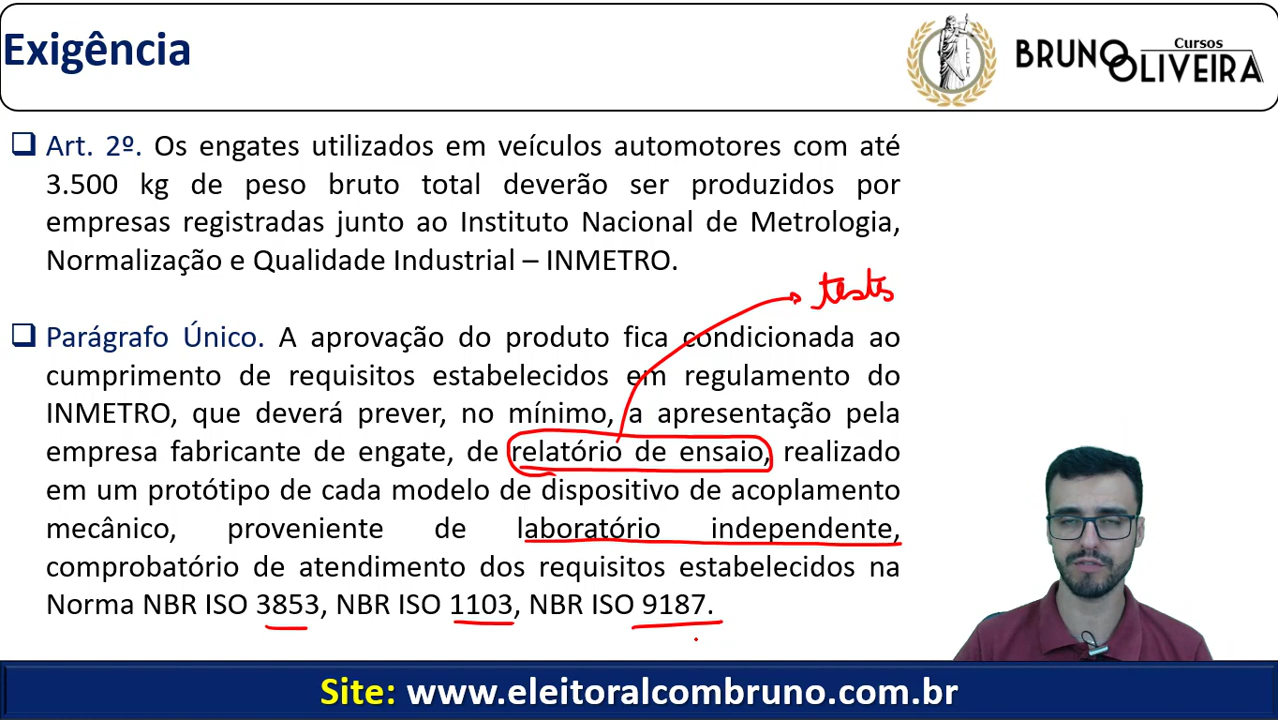 Exigência
Cursos
BRUNO
OLIVEIRA
LEX
Art. 2º. Os engates utilizados em veículos automotores com até
3.500 kg de peso bruto total deverão ser produzidos por
empresas registradas junto ao Instituto Nacional de Metrologia,
Normalização e Qualidade Industrial – INMETRO.
tests
Parágrafo Único. A aprovação do produto fica condicionada ao
cumprimento de requisitos estabelecidos em regulamento do
INMETRO, que deverá prever, no mínimo, a apresentação pela
empresa fabricante de engate, de relatório de ensaio, realizado
em um protótipo de cada modelo de dispositivo de acoplamento
mecânico, proveniente de laboratório independente,
comprobatório de atendimento dos requisitos estabelecidos na
Norma NBR ISO 3853, NBR ISO 1103, NBR ISO 9187.
Site: www.eleitoralcombruno.com.br